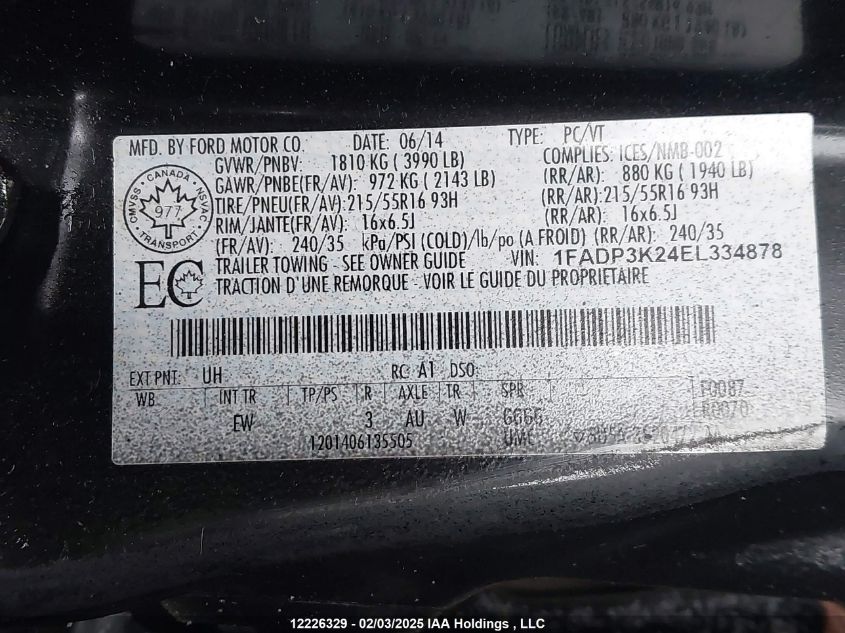 MFD. BY FORD MOTOR CO. DATE: 06/14 TYPE: PC/VT
GVWR/PNBV: 1810 KG ( 3990 LB) COMPLIES: ICES/NMB-002
GAWR/PNBE(FR/AV): 972 KG ( 2143 LB) (RR/AR): 880 KG ( 1940 LB)
TIRE/PNEU(FR/AV):215/55R16 93H (RR/AR):215/55R16 93H
RIM/JANTE(FR/AV): 16x6.5J (RR/AR): 16x6.5J
(FR/AV): 240/35 kPa/PSI (COLD)/lb/po (A FROID) (RR/AR): 240/35
TRAILER TOWING - SEE OWNER GUIDE VIN: 1FADP3K24EL334878
TRACTION D'UNE REMORQUE - VOIR LE GUIDE DU PROPRIÉTAIRE
CMVSS · CANADA · NSVAC
977
TRANSPORT
EC
EXT PNT: UH RC: A1 DSO:
WB INT TR TP/PS R AXLE TR SPR F0087
EW 3 AU W GGGG R0070
1201406135505 UME
12226329 - 02/03/2025 IAA Holdings , LLC